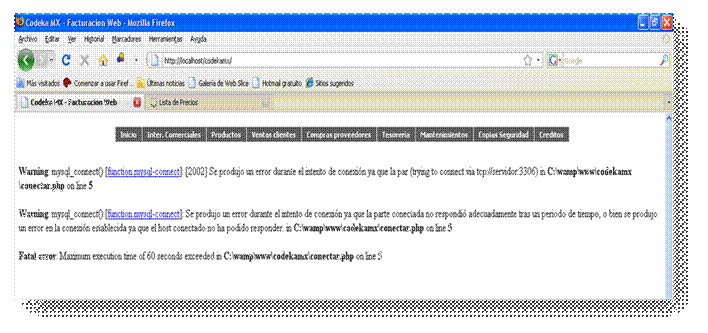 Codeka MX - Facturacion Web - Mozilla Firefox
Archivo Editar Ver Historial Marcadores Herramientas Ayuda
http://localhost/codekamx/ Google
Más visitados Comenzar a usar Firef... Últimas noticias Galería de Web Slice Hotmail gratuito Sitios sugeridos
Codeka MX - Facturacion Web Lista de Precios
Inicio Inter. Comerciales Productos Ventas clientes Compras proveedores Tesoreria Mantenimientos Copias Seguridad Creditos
Warning: mysql_connect() [function.mysql-connect]: [2002] Se produjo un error durante el intento de conexión ya que la par (trying to connect via tcp://servidor:3306) in C:\wamp\www\codekamx
\conectar.php on line 5
Warning: mysql_connect() [function.mysql-connect]: Se produjo un error durante el intento de conexión ya que la parte conectada no respondió adecuadamente tras un periodo de tiempo, o bien se produjo
un error en la conexión establecida ya que el host conectado no ha podido responder. in C:\wamp\www\codekamx\conectar.php on line 5
Fatal error: Maximum execution time of 60 seconds exceeded in C:\wamp\www\codekamx\conectar.php on line 5